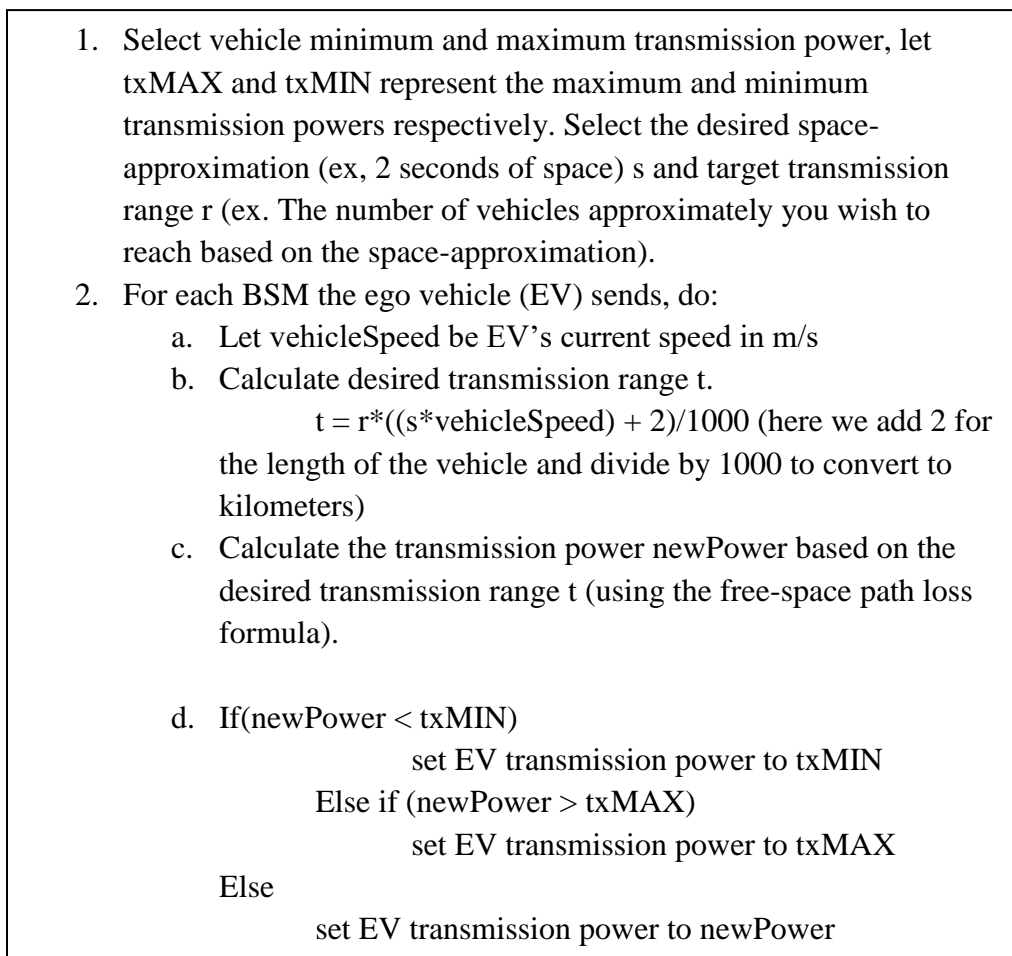 1. Select vehicle minimum and maximum transmission power, let
txMAX and txMIN represent the maximum and minimum
transmission powers respectively. Select the desired space-
approximation (ex, 2 seconds of space) s and target transmission
range r (ex. The number of vehicles approximately you wish to
reach based on the space-approximation).
2. For each BSM the ego vehicle (EV) sends, do:
a. Let vehicleSpeed be EV’s current speed in m/s
b. Calculate desired transmission range t.
t = r*((s*vehicleSpeed) + 2)/1000 (here we add 2 for
the length of the vehicle and divide by 1000 to convert to
kilometers)
c. Calculate the transmission power newPower based on the
desired transmission range t (using the free-space path loss
formula).
d. If(newPower < txMIN)
set EV transmission power to txMIN
Else if (newPower > txMAX)
set EV transmission power to txMAX
Else
set EV transmission power to newPower